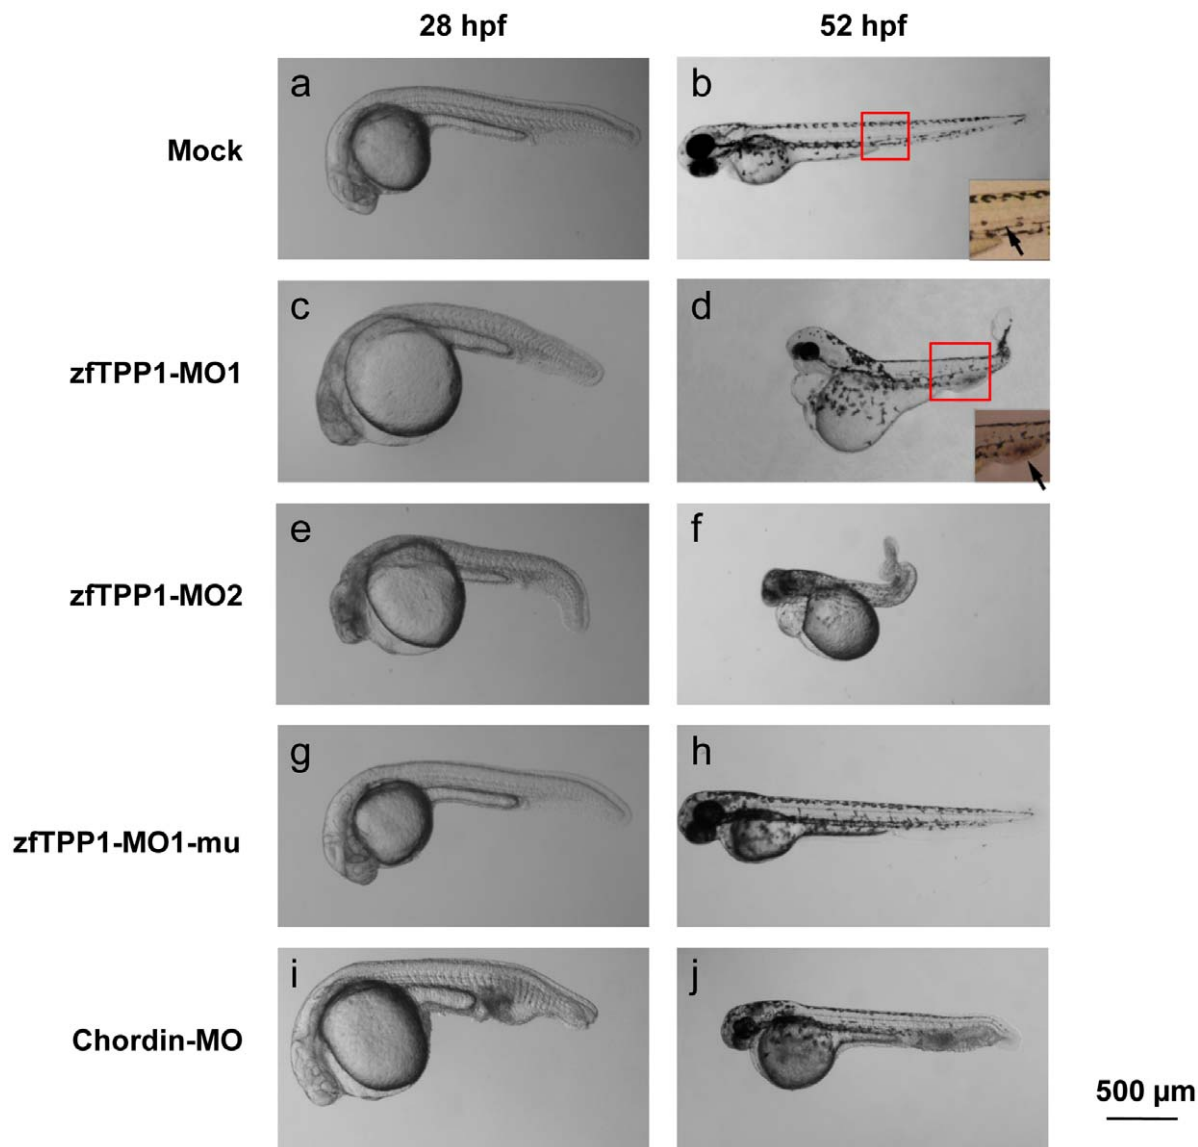 28 hpf 52 hpf
a b
Mock
c d
zfTPP1-MO1
e f
zfTPP1-MO2
g h
zfTPP1-MO1-mu
i j
Chordin-MO
500 μm